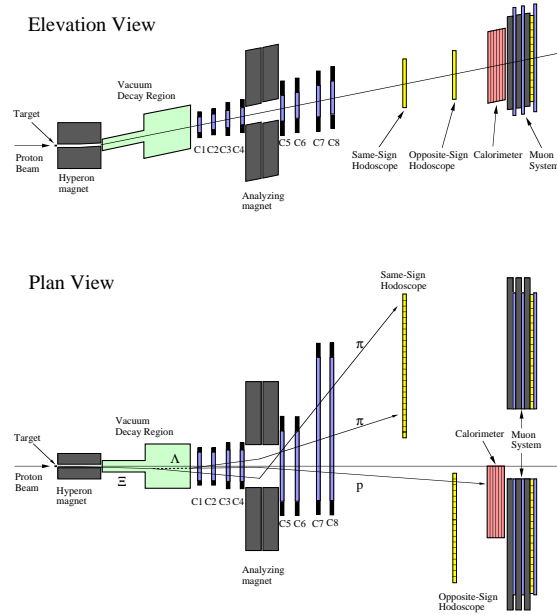 Elevation View
Vacuum
Decay Region
Target
Proton
Beam
Hyperon
magnet
C1 C2 C3 C4
Analyzing
magnet
C5 C6
C7 C8
Same-Sign
Hodoscope
Opposite-Sign
Hodoscope
Calorimeter
Muon
System
Plan View
Same-Sign
Hodoscope
π
π
Vacuum
Decay Region
Target
Λ
Proton
Beam
Hyperon
magnet
Ξ
C1 C2 C3 C4
p
C5 C6
C7 C8
Analyzing
magnet
Calorimeter
Muon
System
Opposite-Sign
Hodoscope